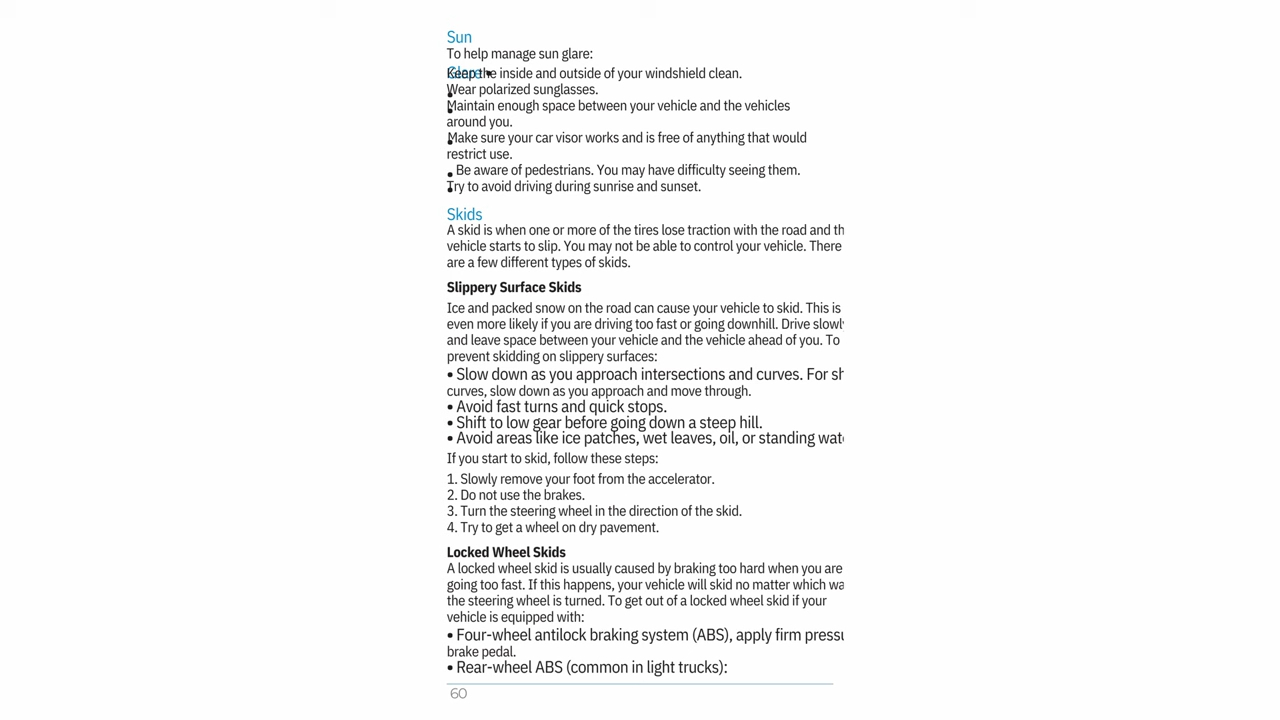 Sun
To help manage sun glare:
Glare •
Keep the inside and outside of your windshield clean.
• Wear polarized sunglasses.
• Maintain enough space between your vehicle and the vehicles
around you.
• Make sure your car visor works and is free of anything that would
restrict use.
• Be aware of pedestrians. You may have difficulty seeing them.
• Try to avoid driving during sunrise and sunset.
Skids
A skid is when one or more of the tires lose traction with the road and th
vehicle starts to slip. You may not be able to control your vehicle. There
are a few different types of skids.
Slippery Surface Skids
Ice and packed snow on the road can cause your vehicle to skid. This is
even more likely if you are driving too fast or going downhill. Drive slowl
and leave space between your vehicle and the vehicle ahead of you. To
prevent skidding on slippery surfaces:
• Slow down as you approach intersections and curves. For sh
curves, slow down as you approach and move through.
• Avoid fast turns and quick stops.
• Shift to low gear before going down a steep hill.
• Avoid areas like ice patches, wet leaves, oil, or standing wat
If you start to skid, follow these steps:
1. Slowly remove your foot from the accelerator.
2. Do not use the brakes.
3. Turn the steering wheel in the direction of the skid.
4. Try to get a wheel on dry pavement.
Locked Wheel Skids
A locked wheel skid is usually caused by braking too hard when you are
going too fast. If this happens, your vehicle will skid no matter which wa
the steering wheel is turned. To get out of a locked wheel skid if your
vehicle is equipped with:
• Four-wheel antilock braking system (ABS), apply firm pressu
brake pedal.
• Rear-wheel ABS (common in light trucks):
60